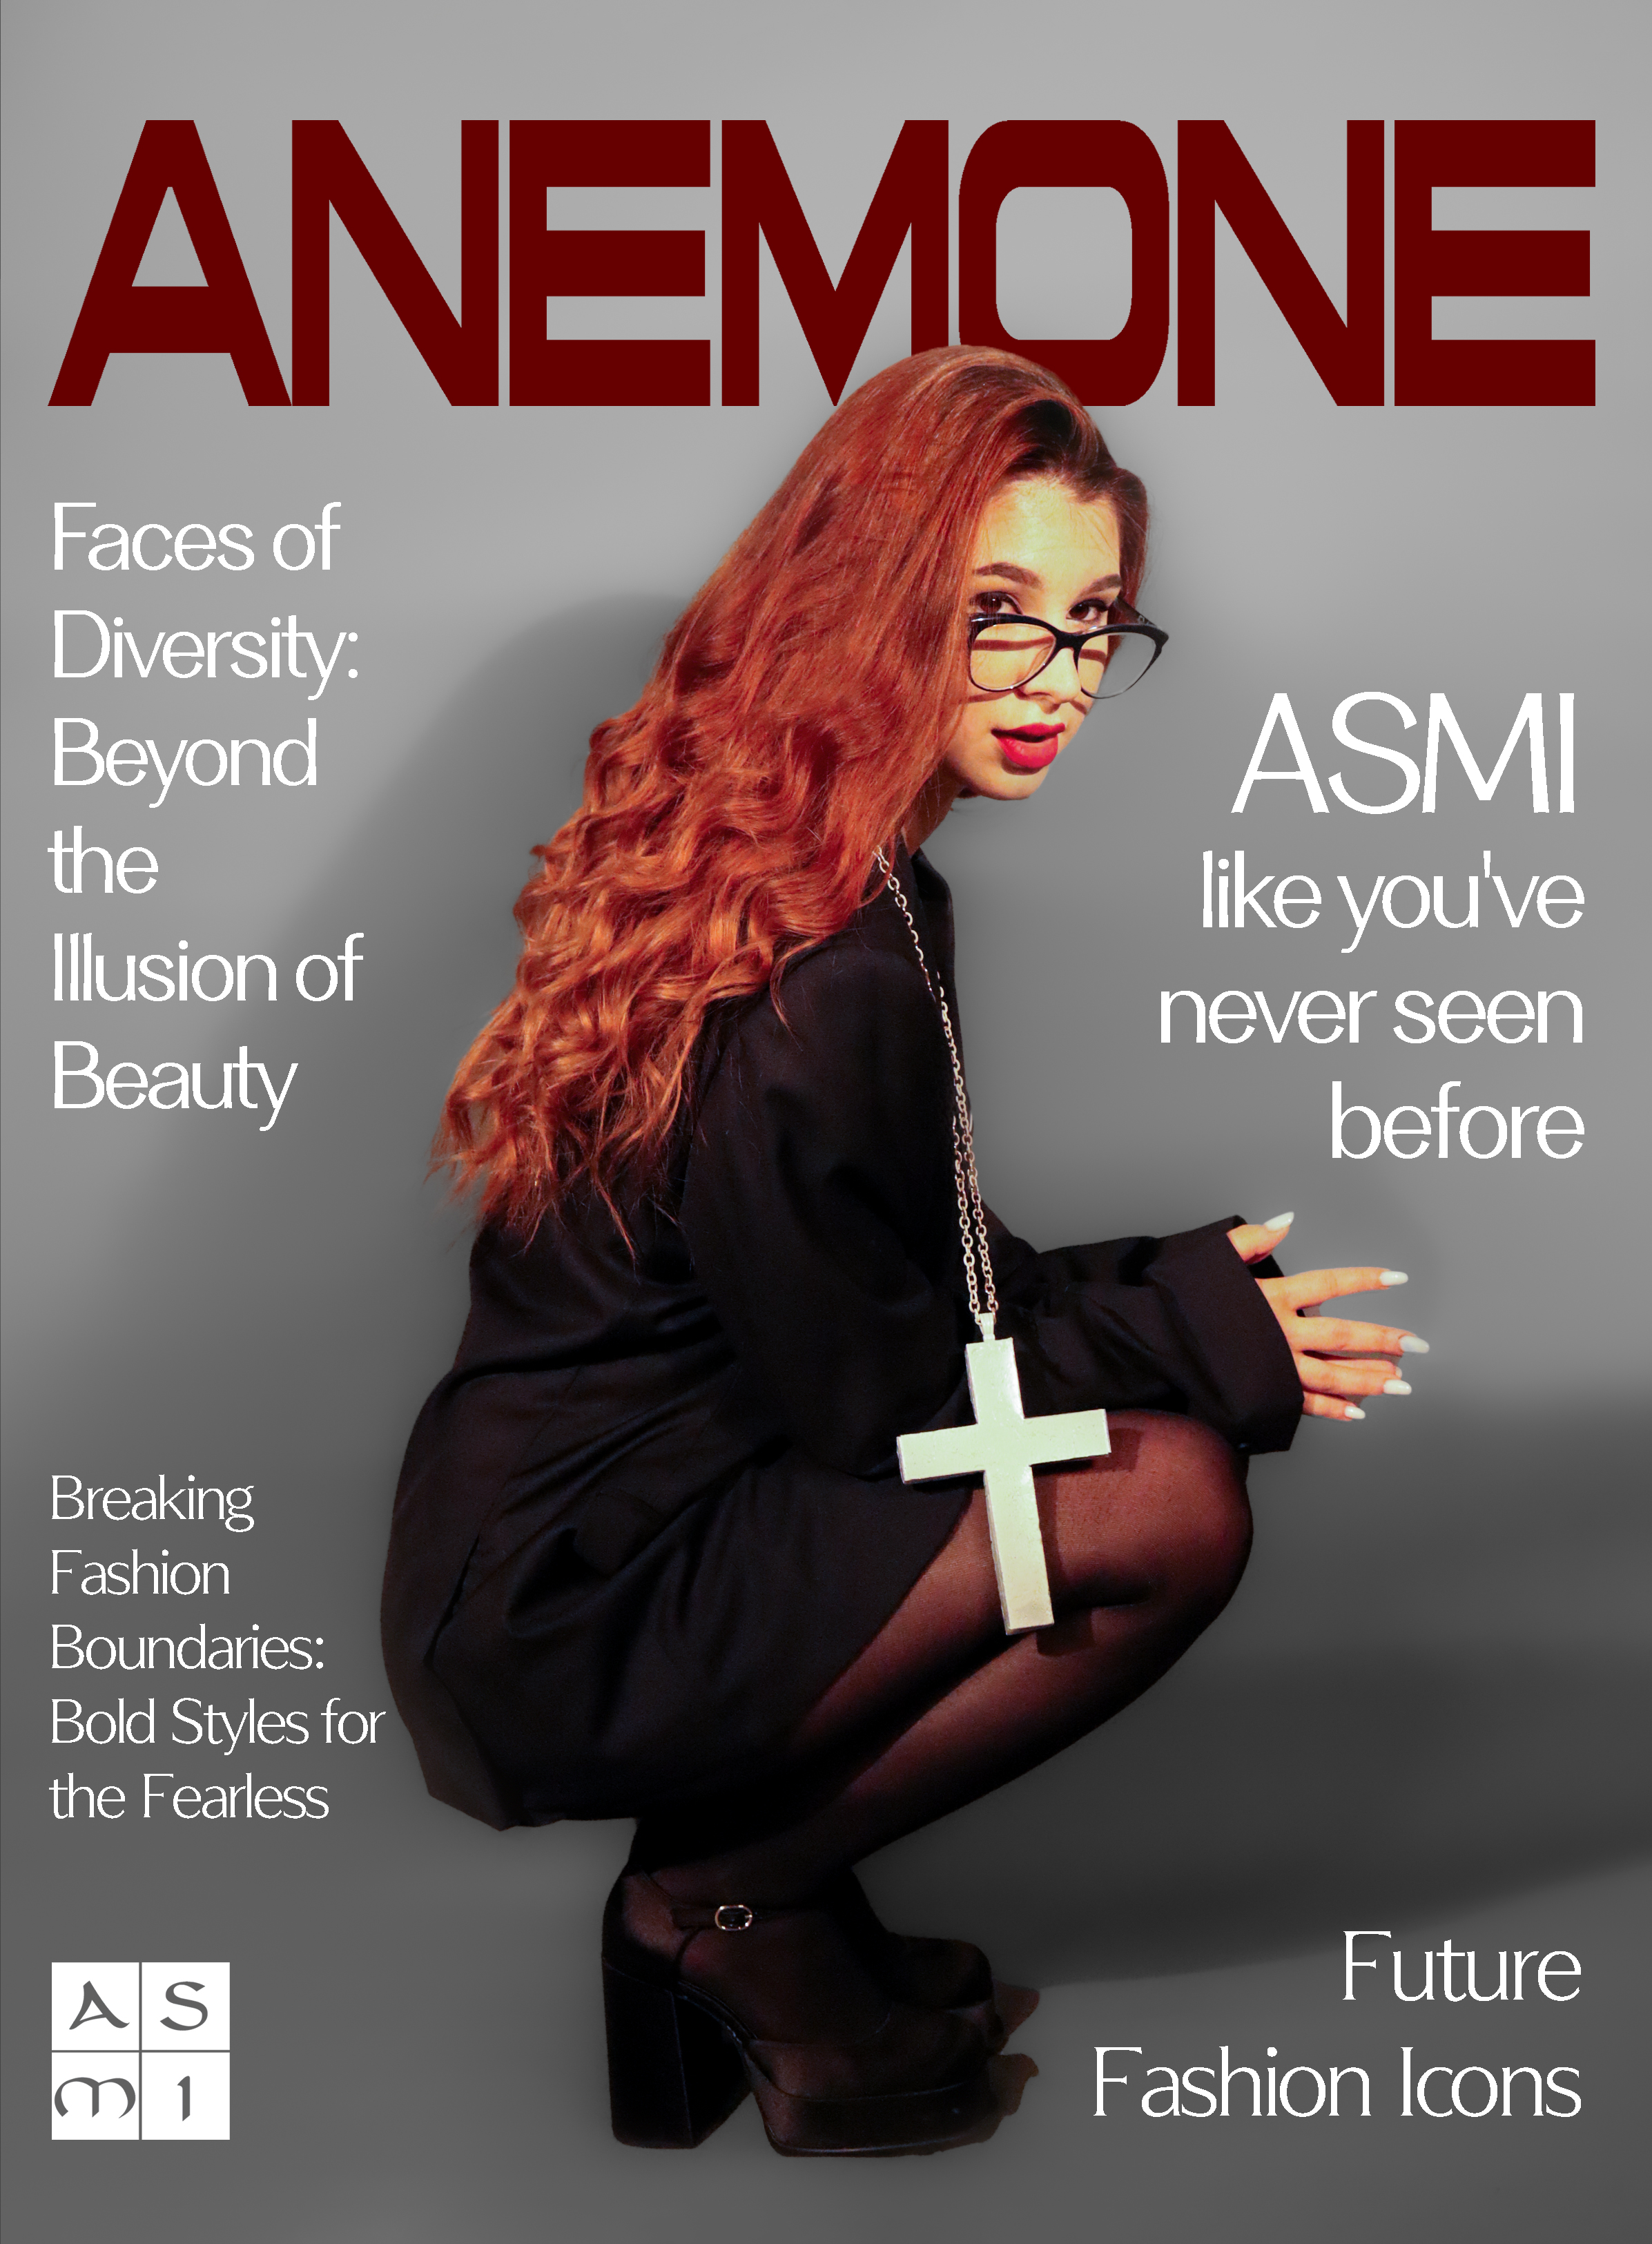 ANEMONE
Faces of
Diversity:
Beyond
the
Illusion of
Beauty
ASMI
like you've
never seen
before
Breaking
Fashion
Boundaries:
Bold Styles for
the Fearless
A S
M I
Future
Fashion Icons